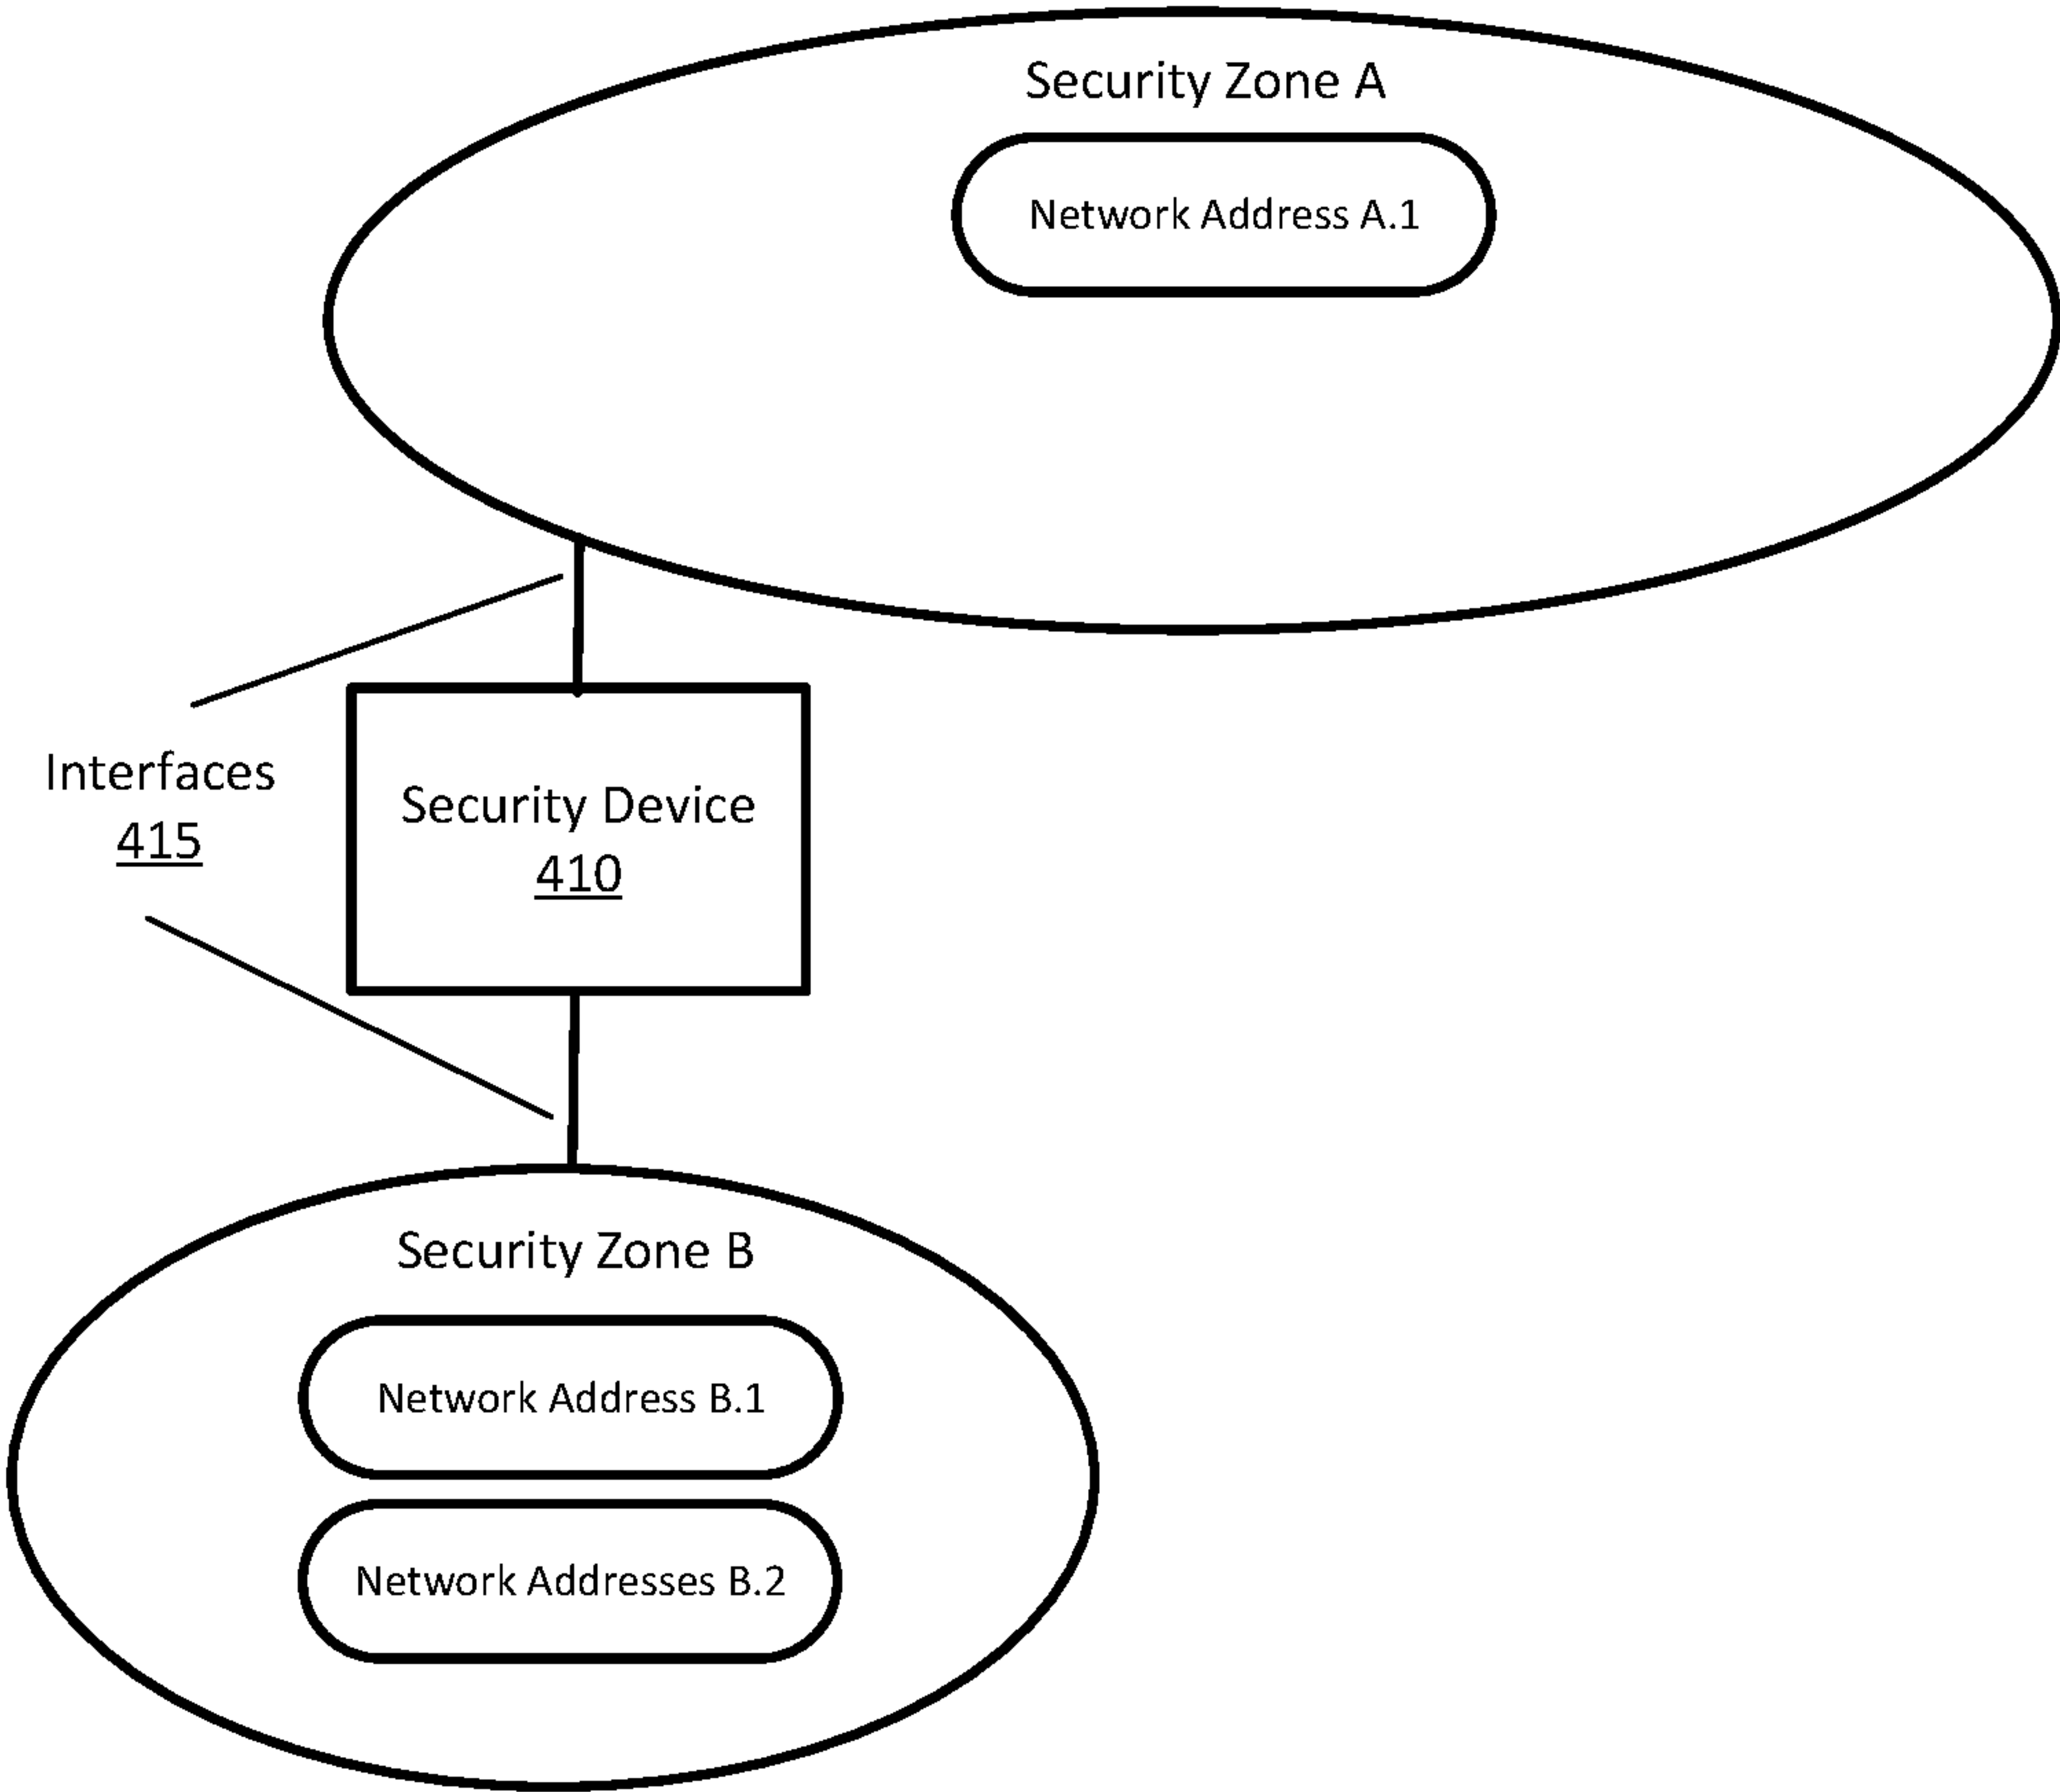 Security Zone A
Network Address A.1
Interfaces
415
Security Device
410
Security Zone B
Network Address B.1
Network Addresses B.2